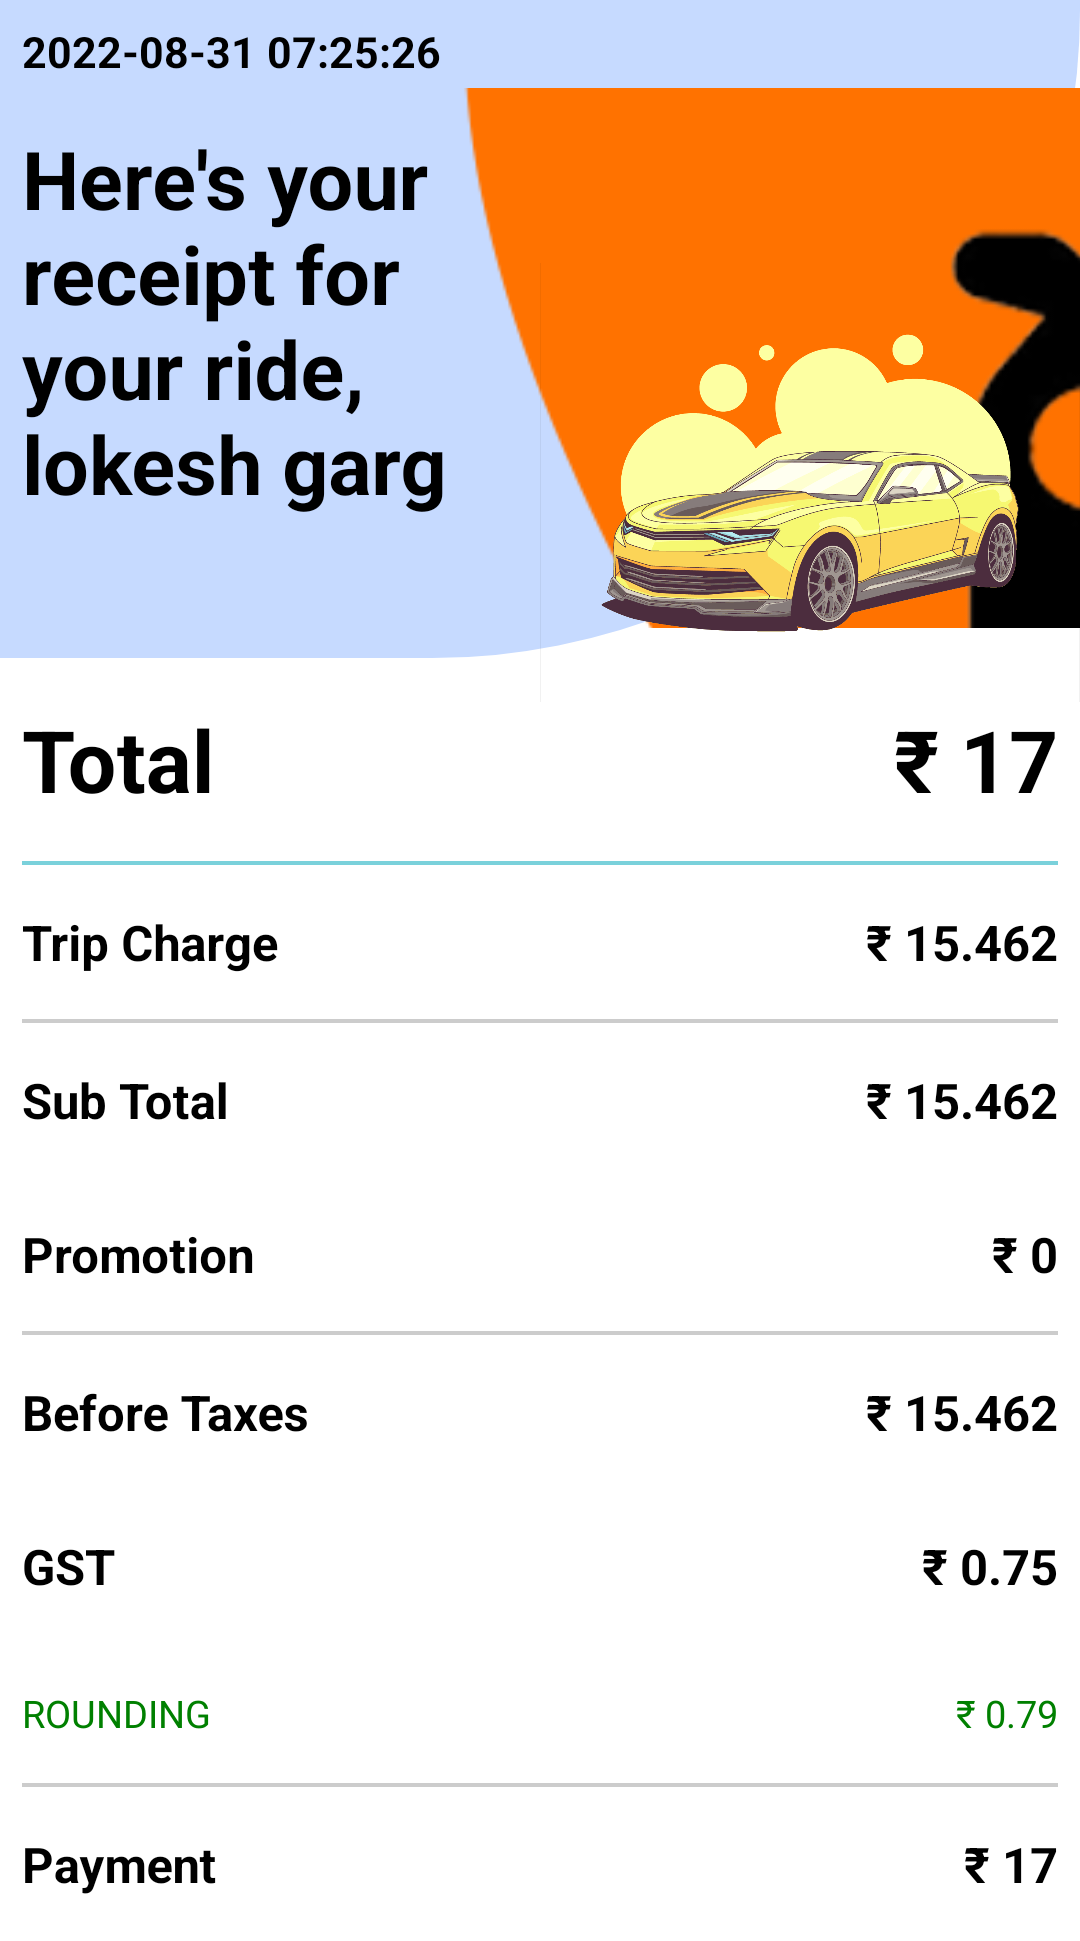 2022-08-31 07:25:26
Here's your
receipt for
your ride,
lokesh garg
Total ₹ 17
Trip Charge ₹ 15.462
Sub Total ₹ 15.462
Promotion ₹ 0
Before Taxes ₹ 15.462
GST ₹ 0.75
ROUNDING ₹ 0.79
Payment ₹ 17